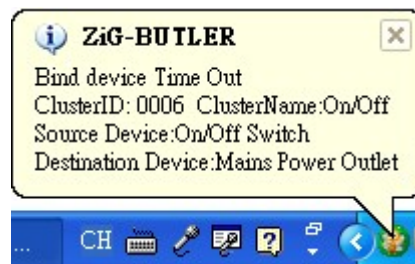 ZiG-BUTLER
Bind device Time Out
ClusterID: 0006 ClusterName:On/Off
Source Device:On/Off Switch
Destination Device:Mains Power Outlet
... CH